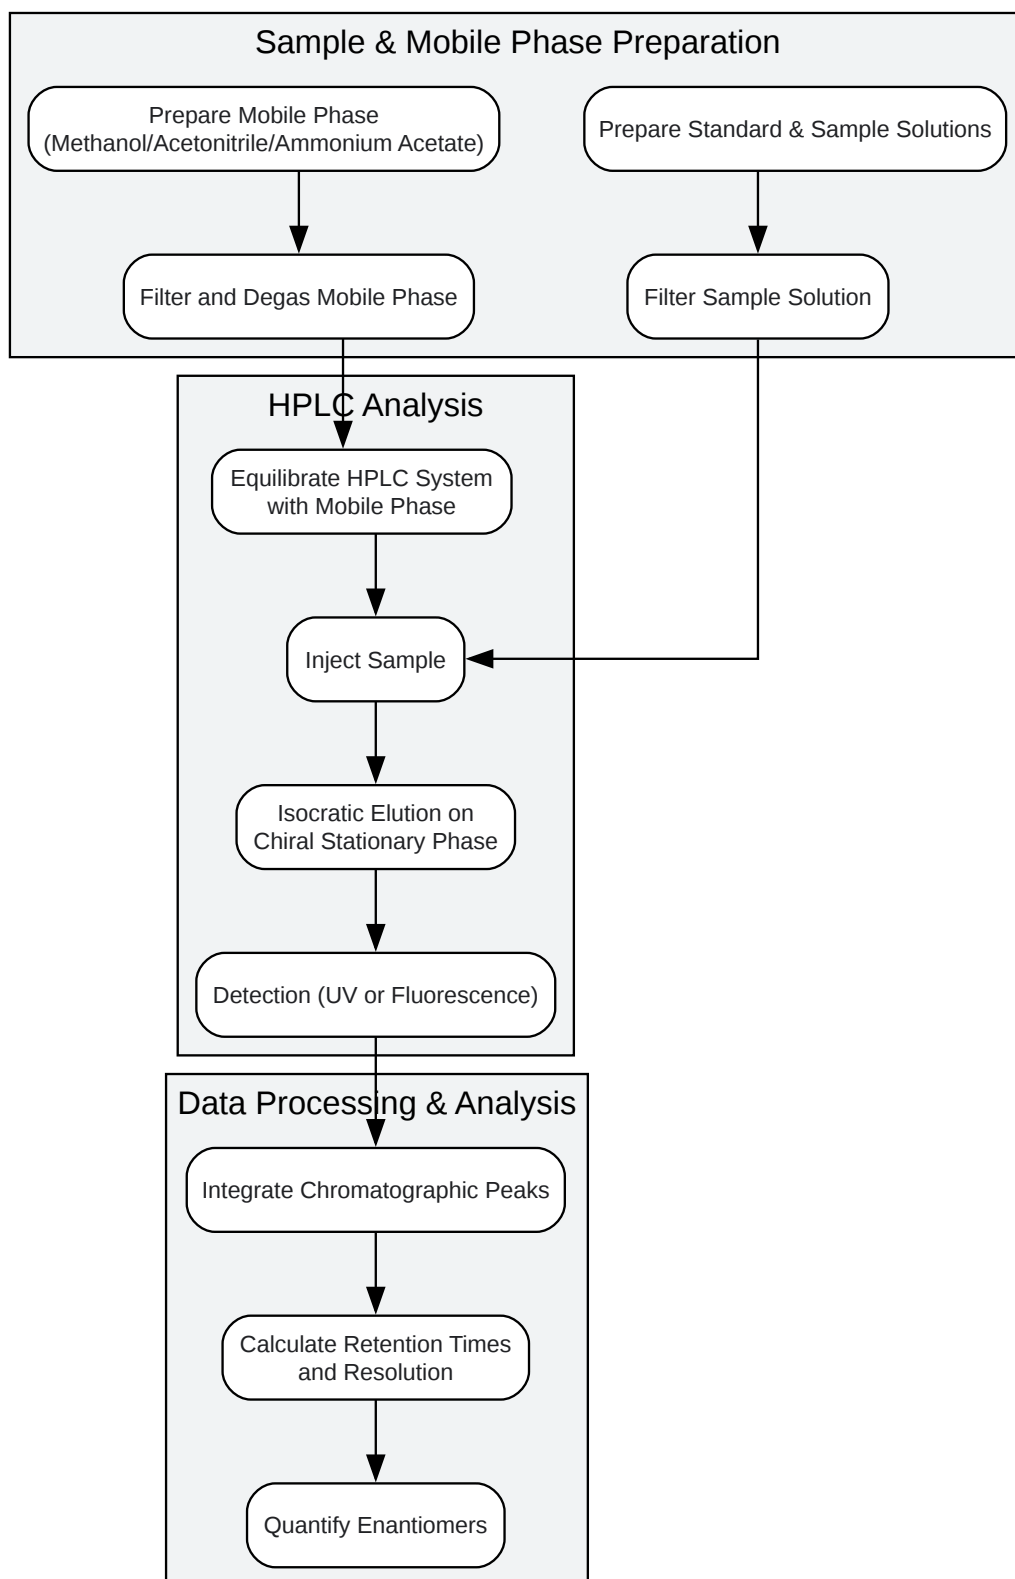 Sample & Mobile Phase Preparation
Prepare Mobile Phase
(Methanol/Acetonitrile/Ammonium Acetate)
Prepare Standard & Sample Solutions
Filter and Degas Mobile Phase
Filter Sample Solution
HPLC Analysis
Equilibrate HPLC System
with Mobile Phase
Inject Sample
Isocratic Elution on
Chiral Stationary Phase
Detection (UV or Fluorescence)
Data Processing & Analysis
Integrate Chromatographic Peaks
Calculate Retention Times
and Resolution
Quantify Enantiomers